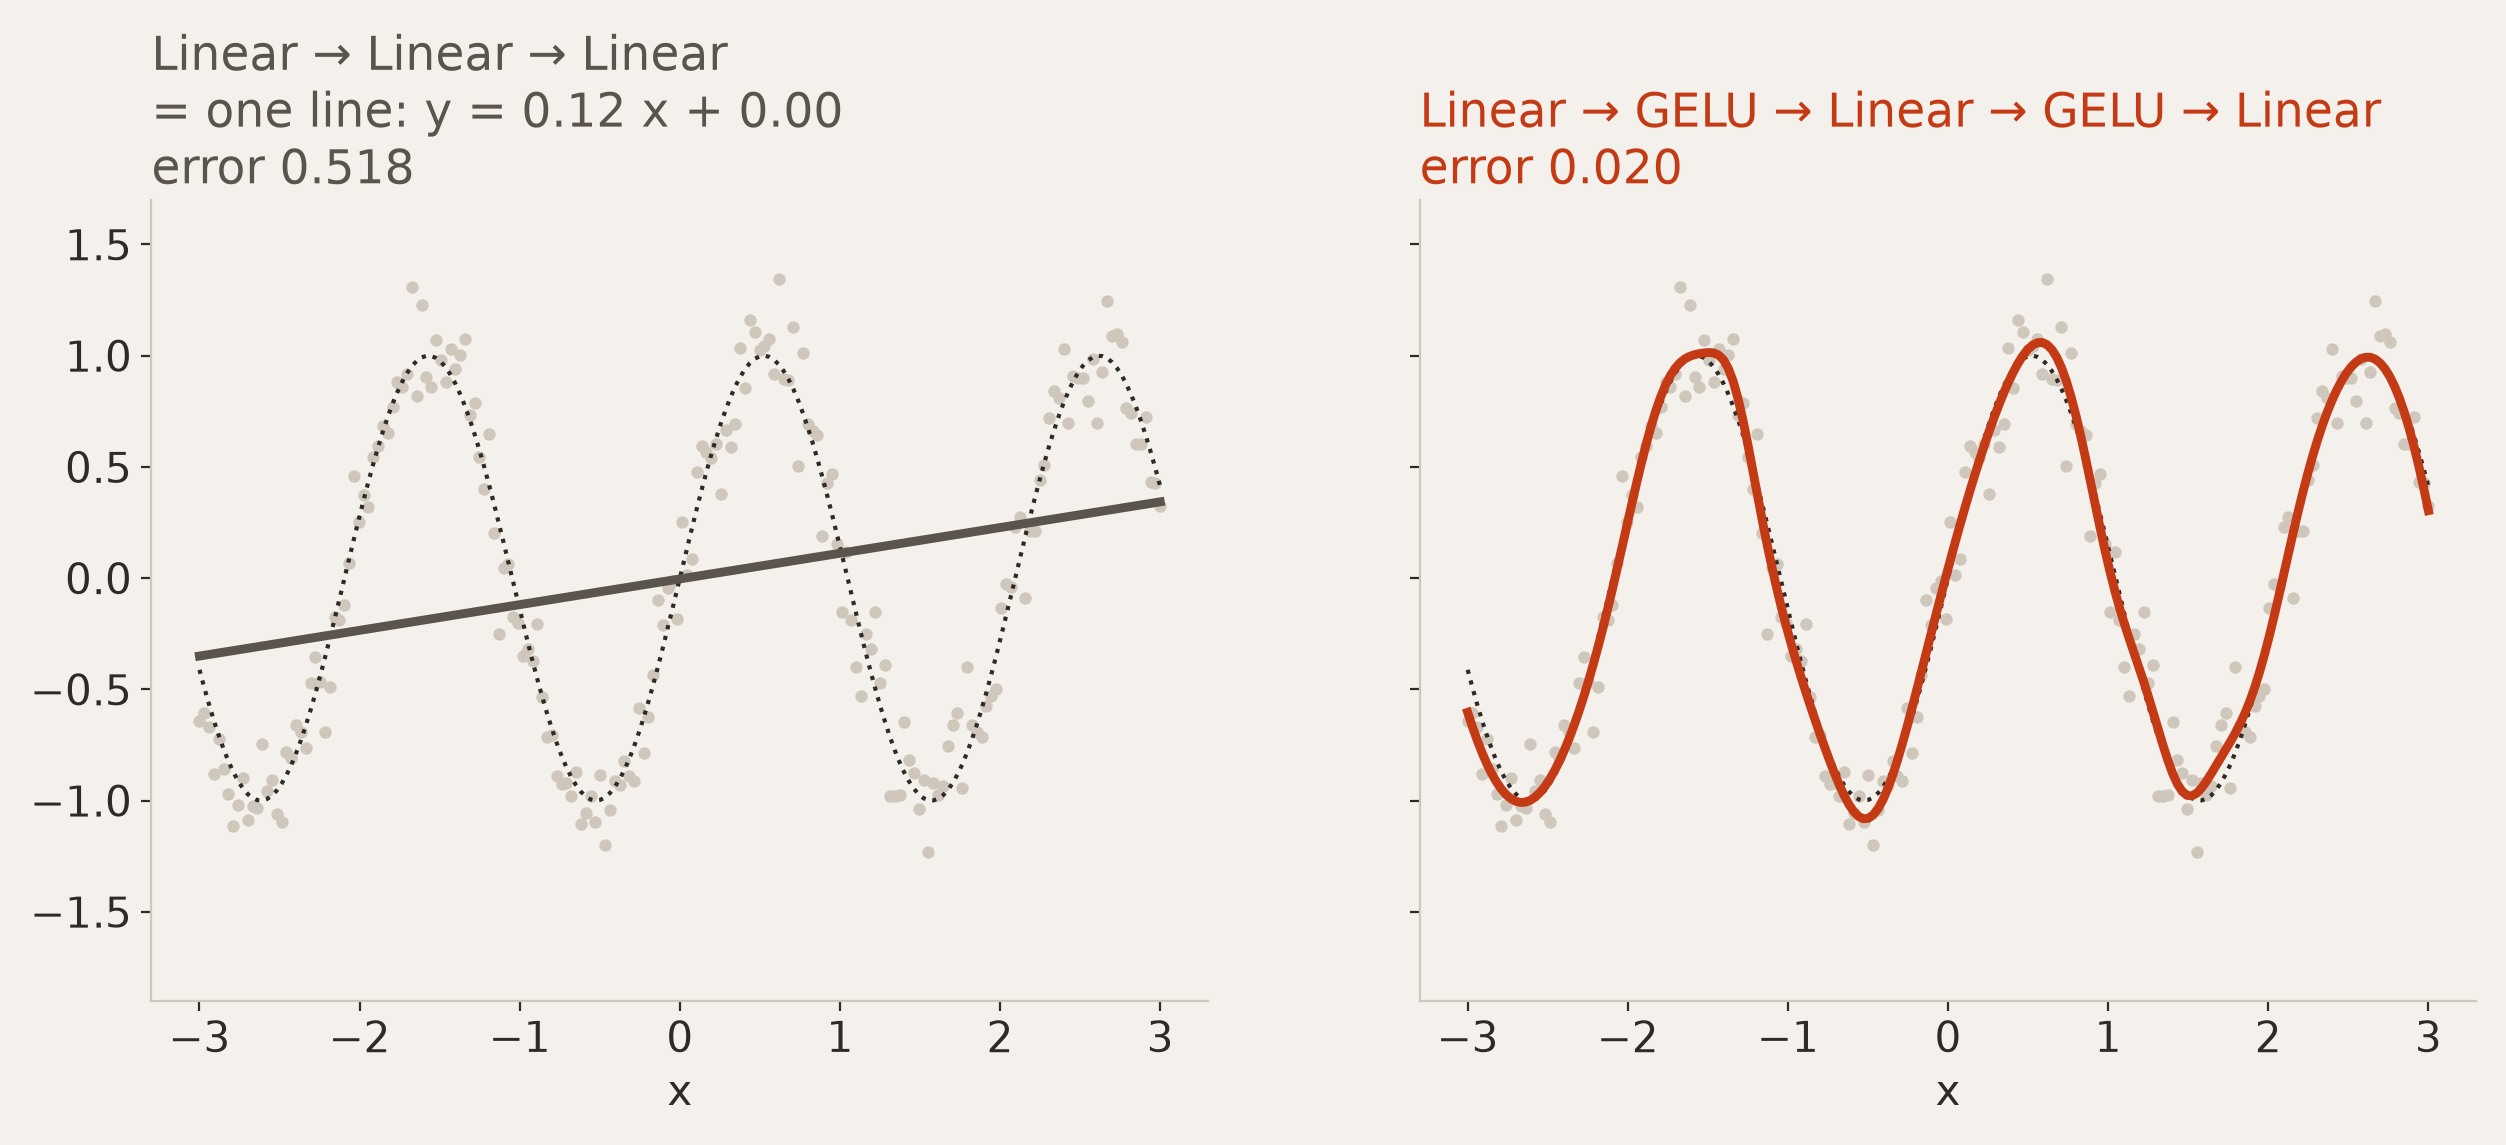 Linear → Linear → Linear
= one line: y = 0.12 x + 0.00
error 0.518
Linear → GELU → Linear → GELU → Linear
error 0.020
1.5
1.0
0.5
0.0
−0.5
−1.0
−1.5
−3 −2 −1 0 1 2 3
x
−3 −2 −1 0 1 2 3
x